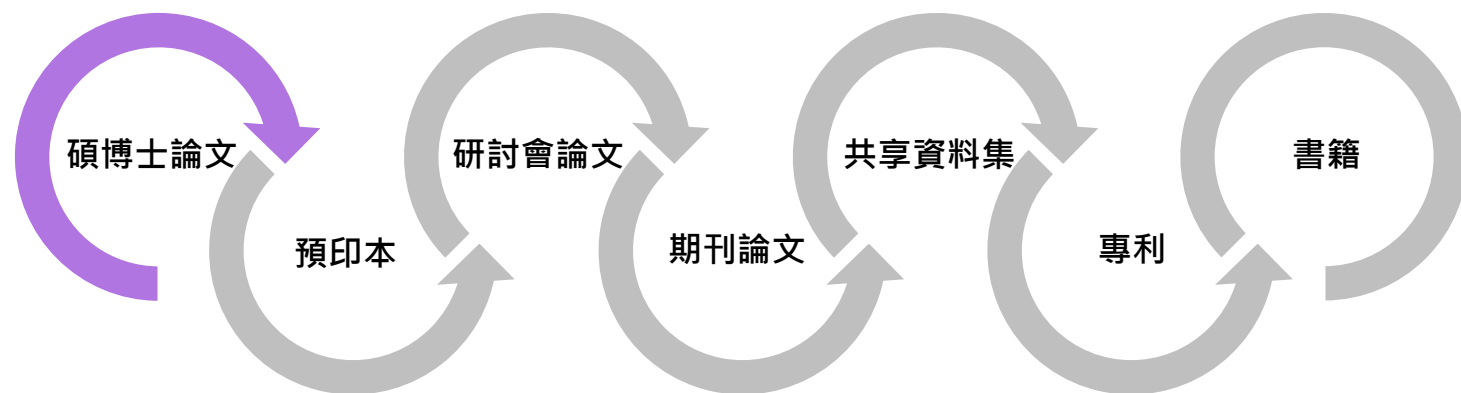 碩博士論文
預印本
研討會論文
期刊論文
共享資料集
專利
書籍